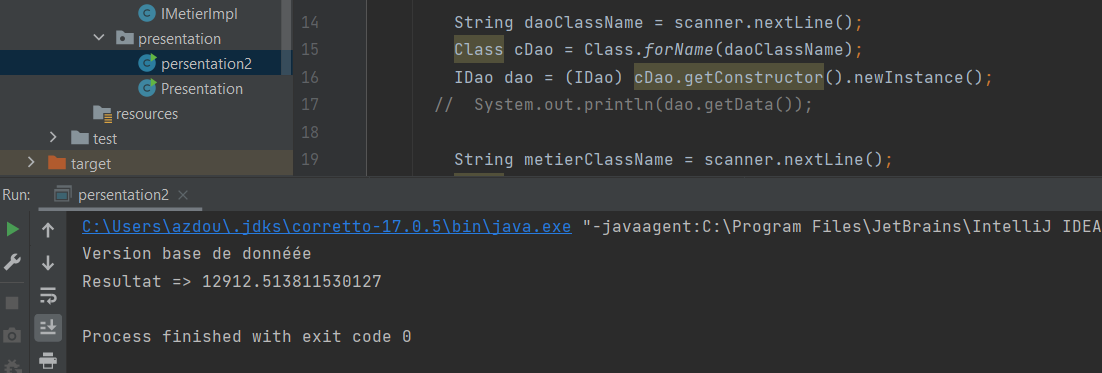 IMetierImpl
presentation
persentation2
Presentation
resources
test
target
14 String daoClassName = scanner.nextLine();
15 Class cDao = Class.forName(daoClassName);
16 IDao dao = (IDao) cDao.getConstructor().newInstance();
17 // System.out.println(dao.getData());
18
19 String metierClassName = scanner.nextLine();
Run: persentation2
C:\Users\azdou\.jdks\corretto-17.0.5\bin\java.exe "-javaagent:C:\Program Files\JetBrains\IntelliJ IDEA
Version base de donnéée
Resultat => 12912.513811530127
Process finished with exit code 0